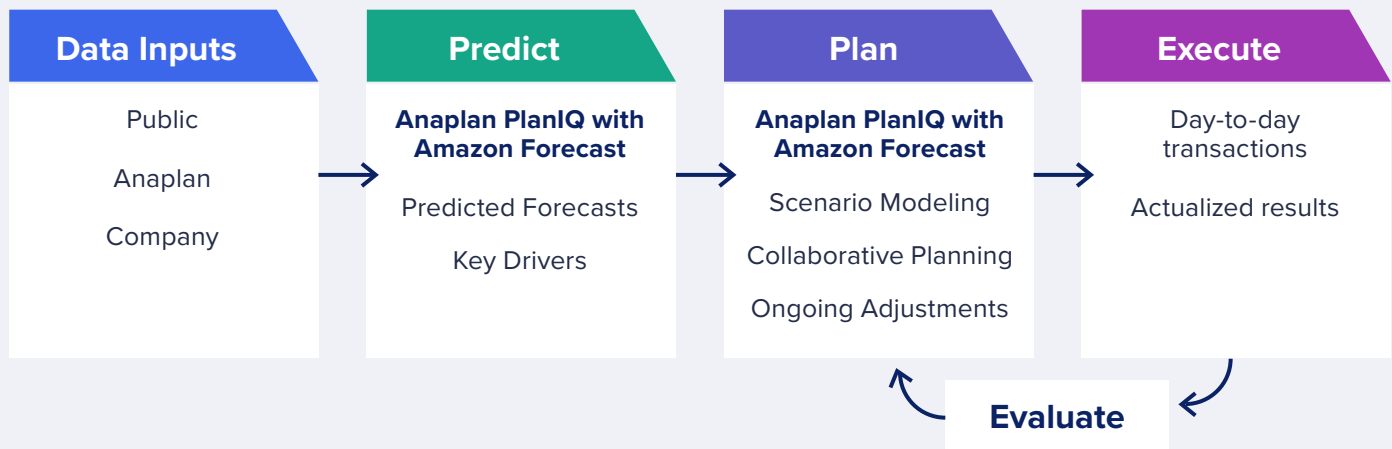 Data Inputs
Public
Anaplan
Company
Predict
Anaplan PlanIQ with
Amazon Forecast
Predicted Forecasts
Key Drivers
Plan
Anaplan PlanIQ with
Amazon Forecast
Scenario Modeling
Collaborative Planning
Ongoing Adjustments
Execute
Day-to-day
transactions
Actualized results
Evaluate